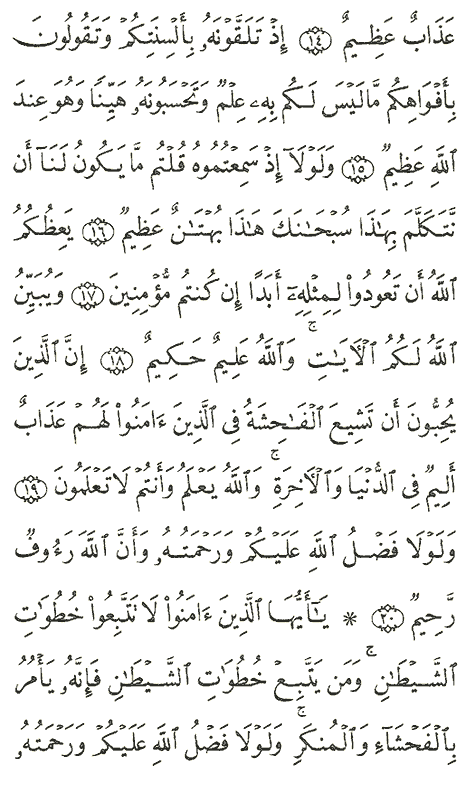 عَذَابٌ عَظِيمٌ ﴿١٤﴾ إِذْ تَلَقَّوْنَهُۥ بِأَلْسِنَتِكُمْ وَتَقُولُونَ
بِأَفْوَاهِكُم مَّا لَيْسَ لَكُم بِهِۦ عِلْمٌ وَتَحْسَبُونَهُۥ هَيِّنًا وَهُوَ عِندَ
ٱللَّهِ عَظِيمٌ ﴿١٥﴾ وَلَوْلَآ إِذْ سَمِعْتُمُوهُ قُلْتُم مَّا يَكُونُ لَنَآ أَن
نَّتَكَلَّمَ بِهَٰذَا سُبْحَٰنَكَ هَٰذَا بُهْتَٰنٌ عَظِيمٌ ﴿١٦﴾ يَعِظُكُمُ
ٱللَّهُ أَن تَعُودُوا۟ لِمِثْلِهِۦٓ أَبَدًا إِن كُنتُم مُّؤْمِنِينَ ﴿١٧﴾ وَيُبَيِّنُ
ٱللَّهُ لَكُمُ ٱلْءَايَٰتِ ۚ وَٱللَّهُ عَلِيمٌ حَكِيمٌ ﴿١٨﴾ إِنَّ ٱلَّذِينَ
يُحِبُّونَ أَن تَشِيعَ ٱلْفَٰحِشَةُ فِى ٱلَّذِينَ ءَامَنُوا۟ لَهُمْ عَذَابٌ
أَلِيمٌ فِى ٱلدُّنْيَا وَٱلْءَاخِرَةِ ۚ وَٱللَّهُ يَعْلَمُ وَأَنتُمْ لَا تَعْلَمُونَ ﴿١٩﴾
وَلَوْلَا فَضْلُ ٱللَّهِ عَلَيْكُمْ وَرَحْمَتُهُۥ وَأَنَّ ٱللَّهَ رَءُوفٌ
رَّحِيمٌ ﴿٢٠﴾ * يَٰٓأَيُّهَا ٱلَّذِينَ ءَامَنُوا۟ لَا تَتَّبِعُوا۟ خُطُوَٰتِ
ٱلشَّيْطَٰنِ ۚ وَمَن يَتَّبِعْ خُطُوَٰتِ ٱلشَّيْطَٰنِ فَإِنَّهُۥ يَأْمُرُ
بِٱلْفَحْشَآءِ وَٱلْمُنكَرِ ۚ وَلَوْلَا فَضْلُ ٱللَّهِ عَلَيْكُمْ وَرَحْمَتُهُۥ